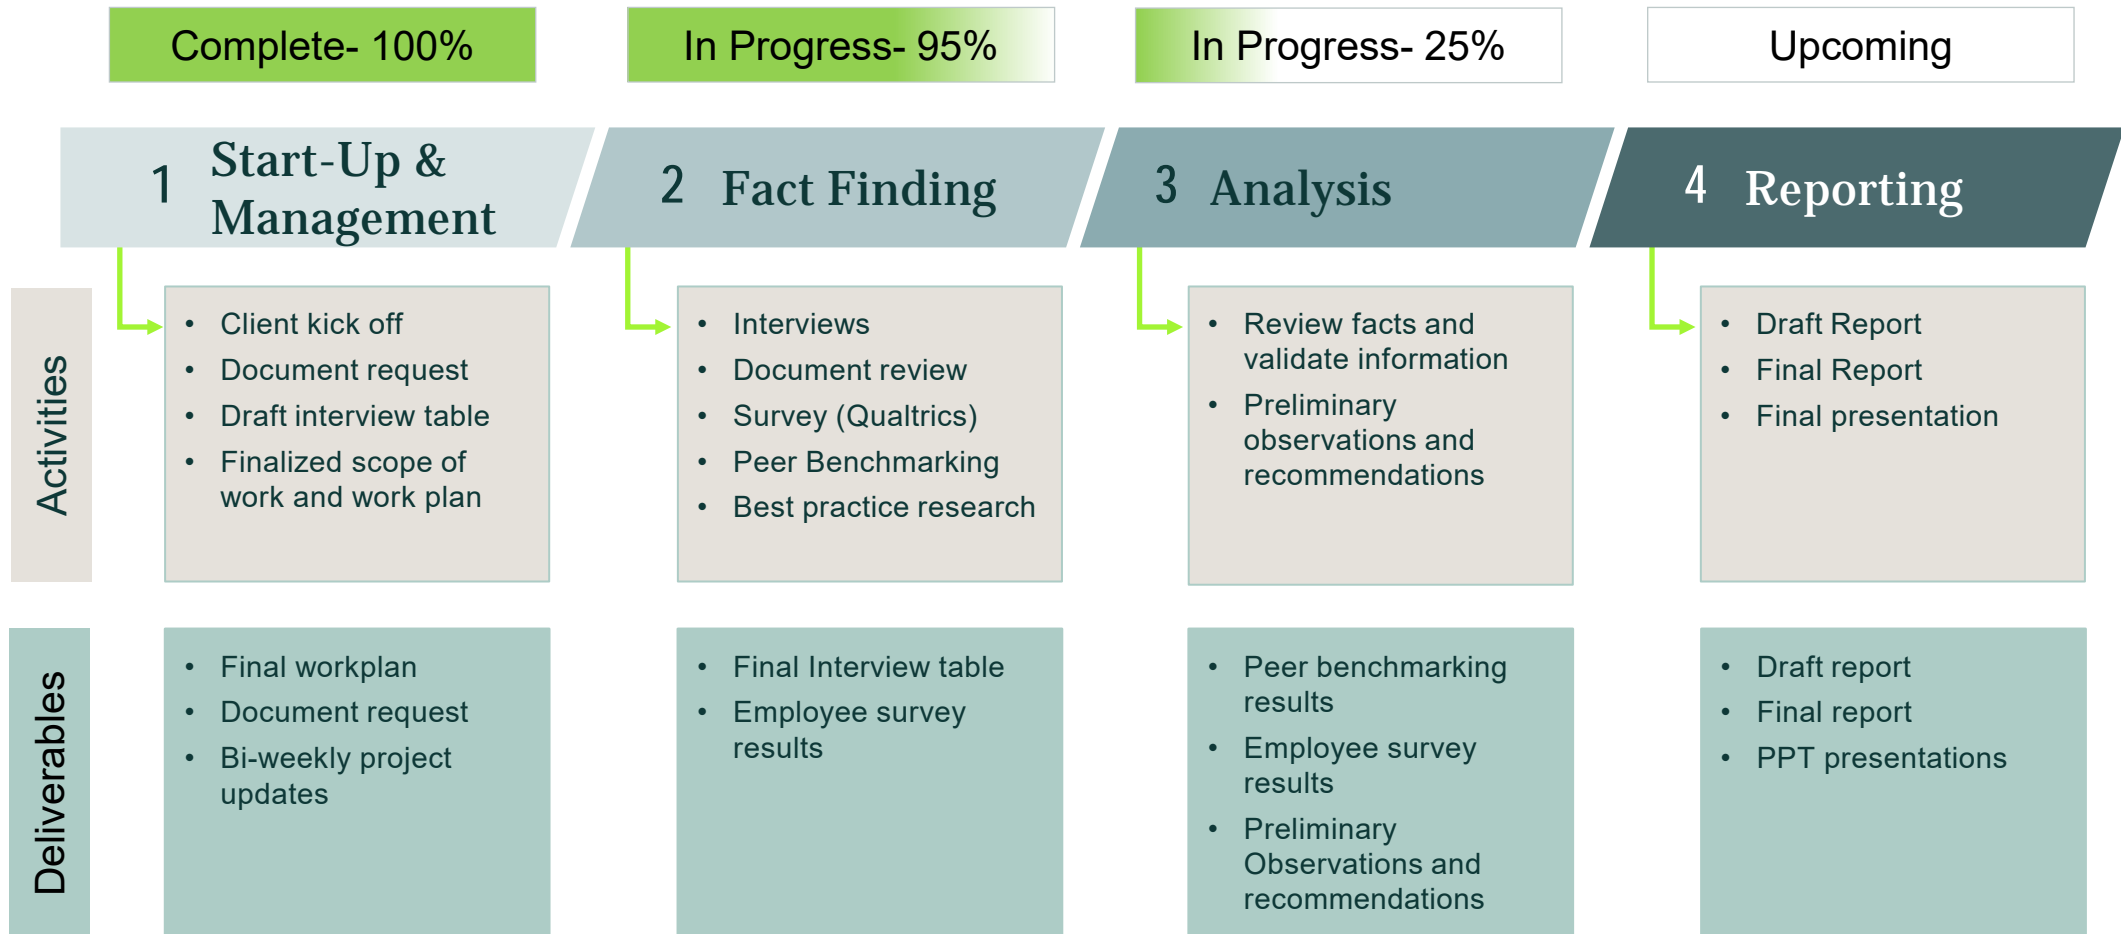 Complete- 100%
In Progress- 95%
In Progress- 25%
Upcoming
1 Start-Up &
Management
2 Fact Finding
3 Analysis
4 Reporting
Activities
• Client kick off
• Document request
• Draft interview table
• Finalized scope of
work and work plan
• Interviews
• Document review
• Survey (Qualtrics)
• Peer Benchmarking
• Best practice research
• Review facts and
validate information
• Preliminary
observations and
recommendations
• Draft Report
• Final Report
• Final presentation
Deliverables
• Final workplan
• Document request
• Bi-weekly project
updates
• Final Interview table
• Employee survey
results
• Peer benchmarking
results
• Employee survey
results
• Preliminary
Observations and
recommendations
• Draft report
• Final report
• PPT presentations